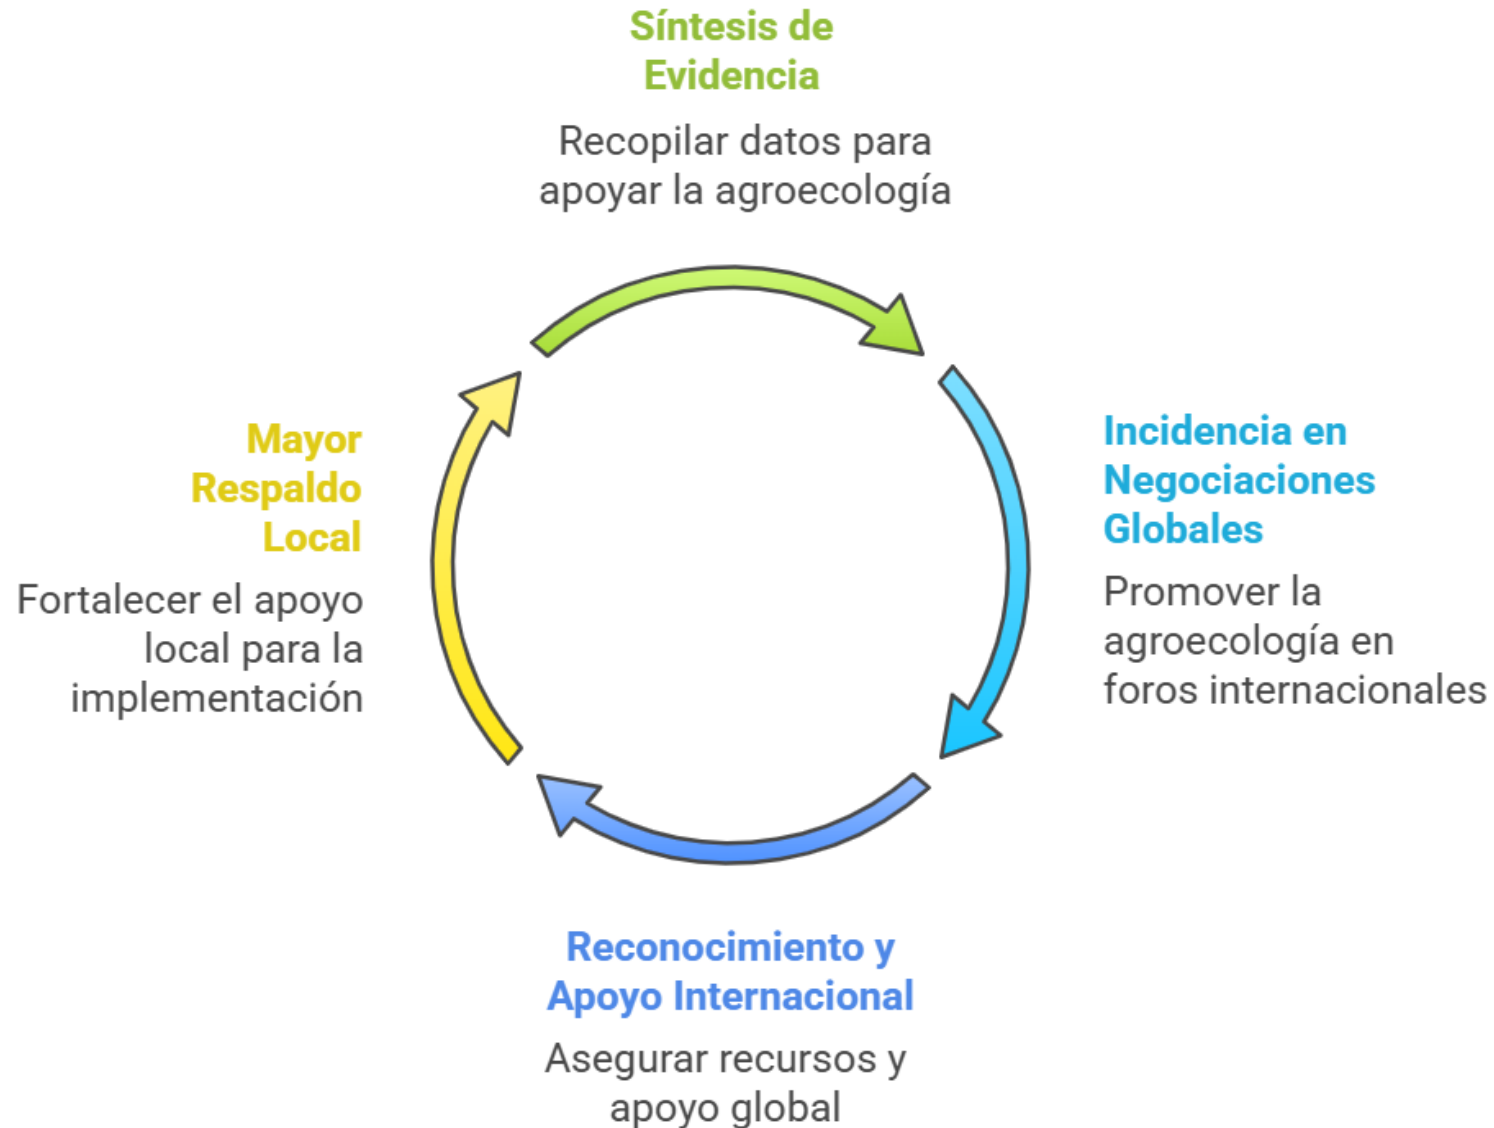 Síntesis de
Evidencia
Recopilar datos para
apoyar la agroecología
Incidencia en
Negociaciones
Globales
Promover la
agroecología en
foros internacionales
Reconocimiento y
Apoyo Internacional
Asegurar recursos y
apoyo global
Mayor
Respaldo
Local
Fortalecer el apoyo
local para la
implementación